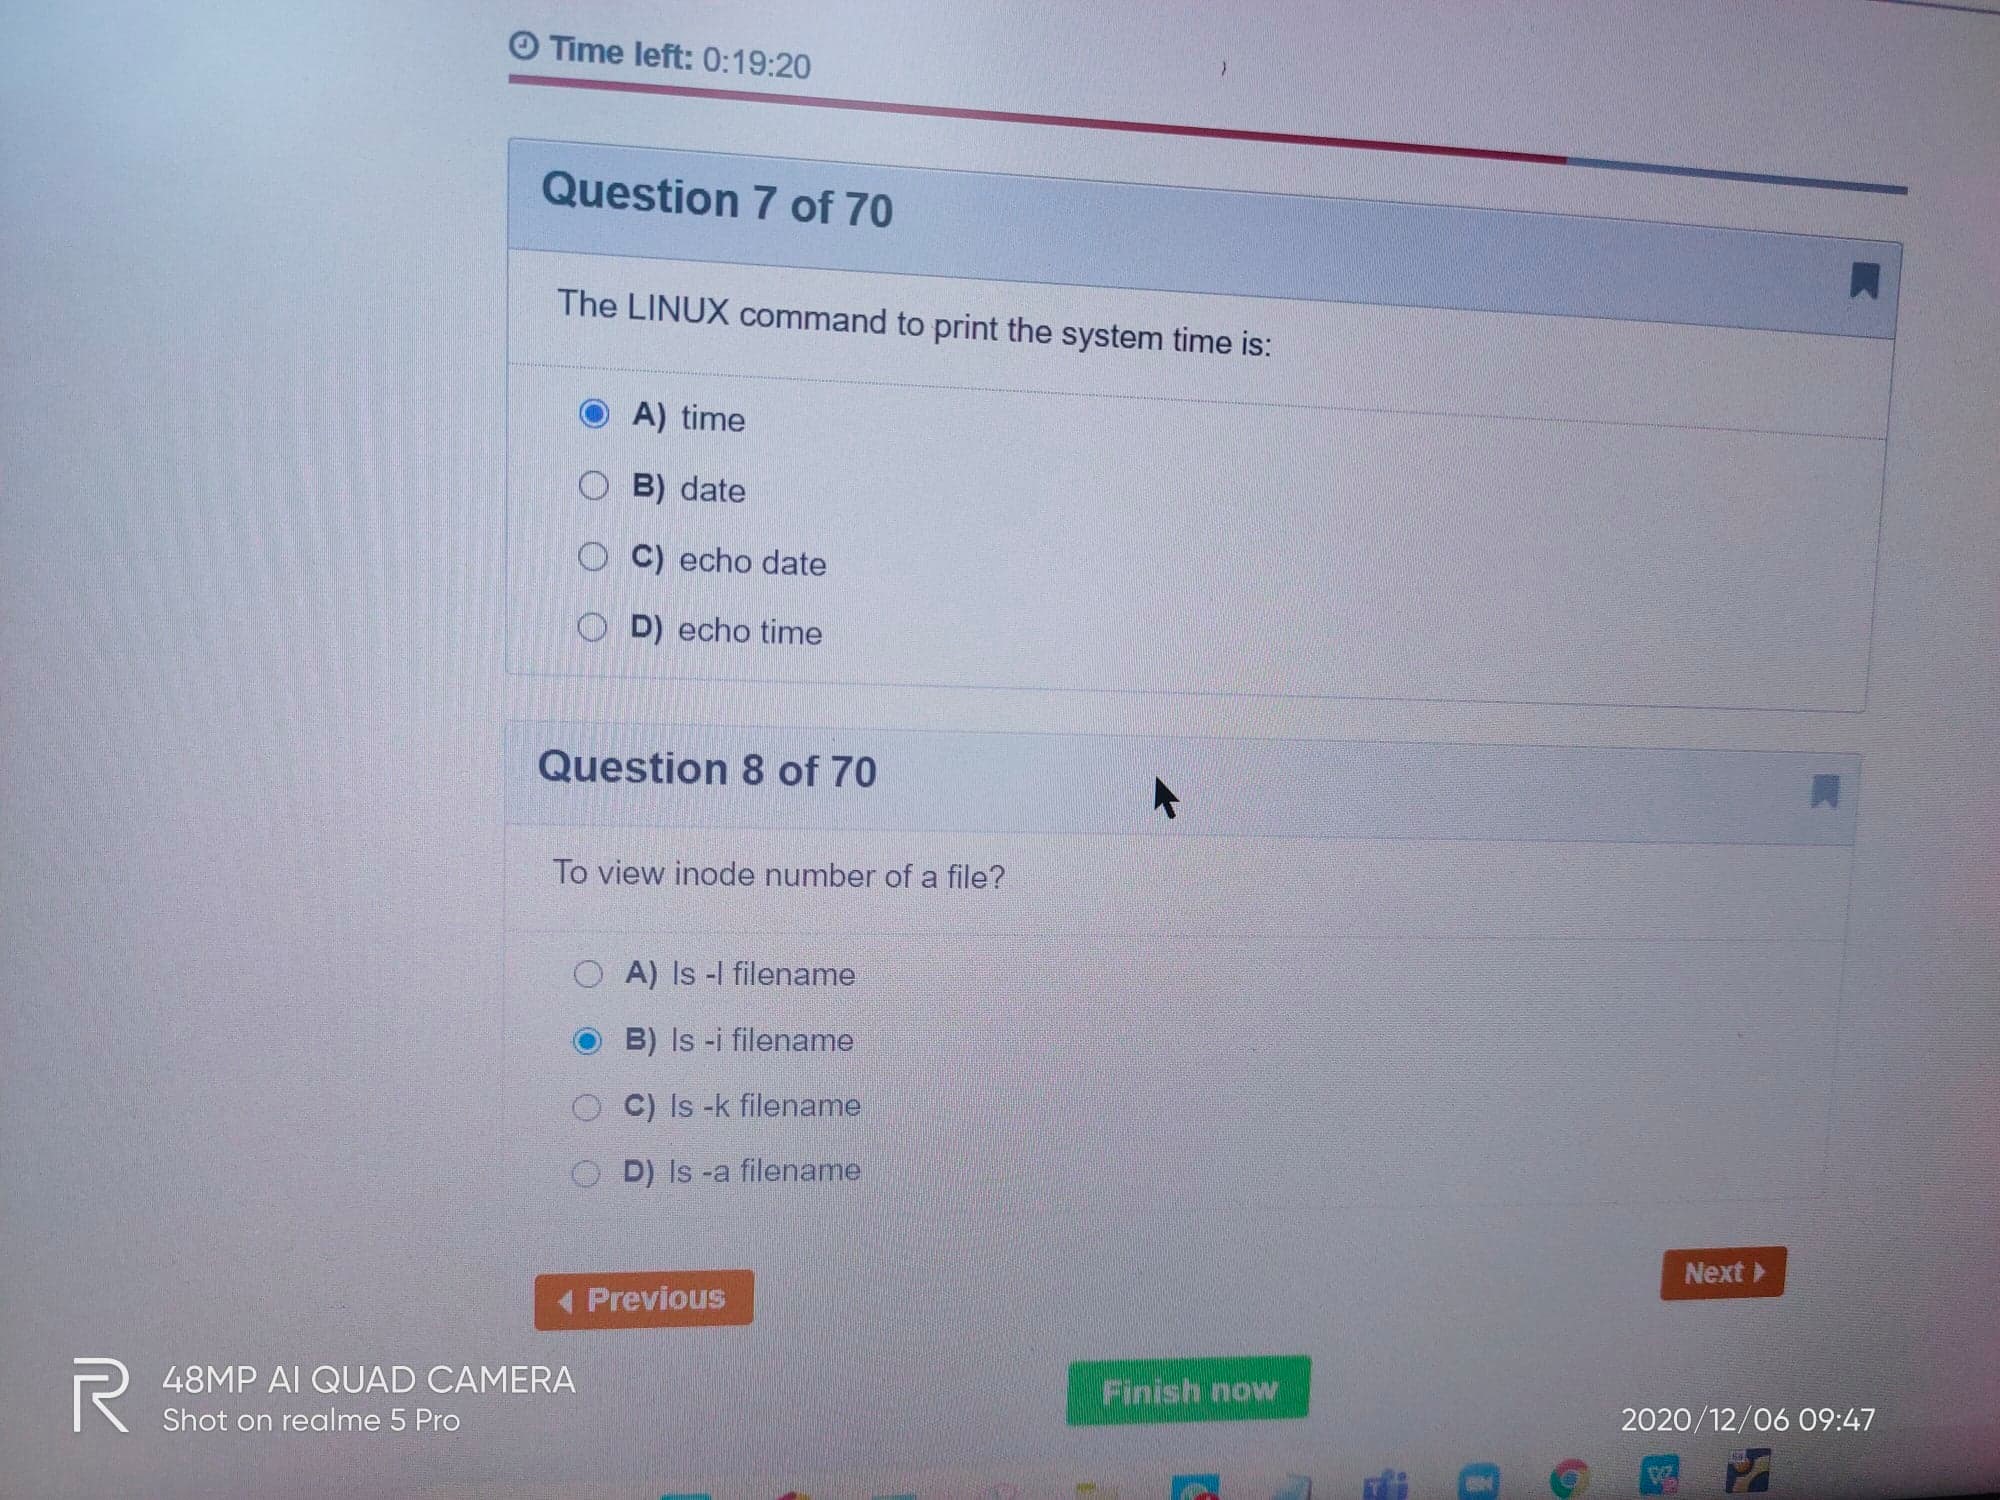 Time left: 0:19:20
Question 7 of 70
The LINUX command to print the system time is:
A) time
B) date
C) echo date
D) echo time
Question 8 of 70
To view inode number of a file?
A) ls -l filename
B) ls -i filename
C) ls -k filename
D) ls -a filename
Previous
Next
Finish now
R 48MP AI QUAD CAMERA
Shot on realme 5 Pro
2020/12/06 09:47